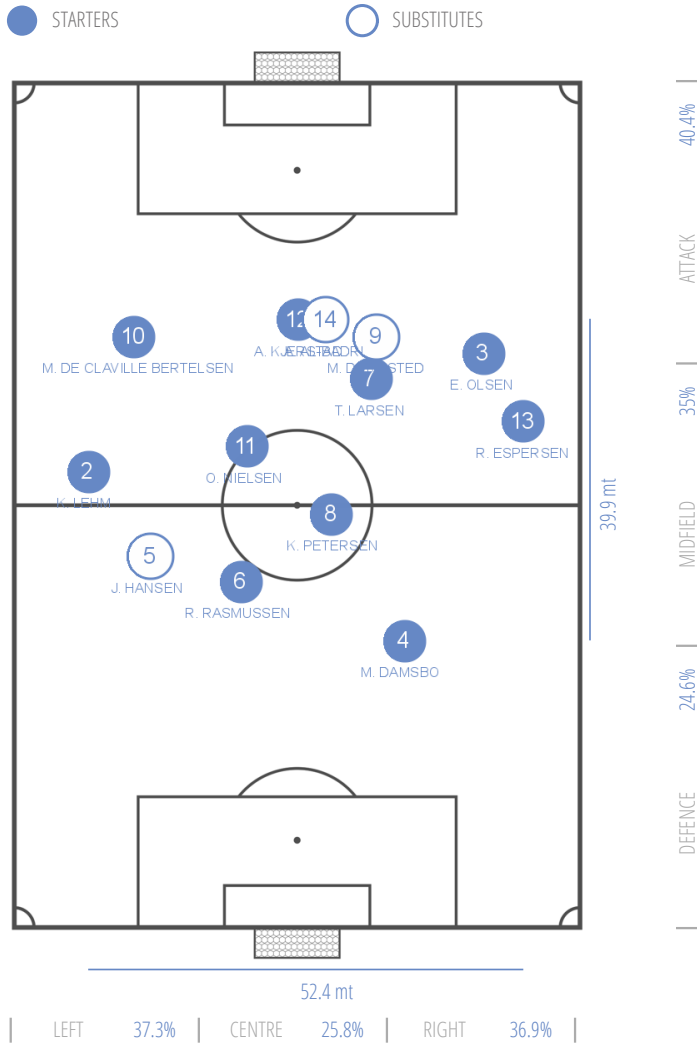 STARTERS
SUBSTITUTES
40.4%
ATTACK
10
12
14
9
3
M. DE CLAVILLE BERTELSEN
E. OLSEN
7
T. LARSEN
35%
13
R. ESPERSEN
11
O. NIELSEN
2
K. LEHM
8
K. PETERSEN
39.9 mt
MIDFIELD
5
J. HANSEN
6
R. RASMUSSEN
4
M. DAMSBO
24.6%
DEFENCE
52.4 mt
LEFT 37.3% CENTRE 25.8% RIGHT 36.9%